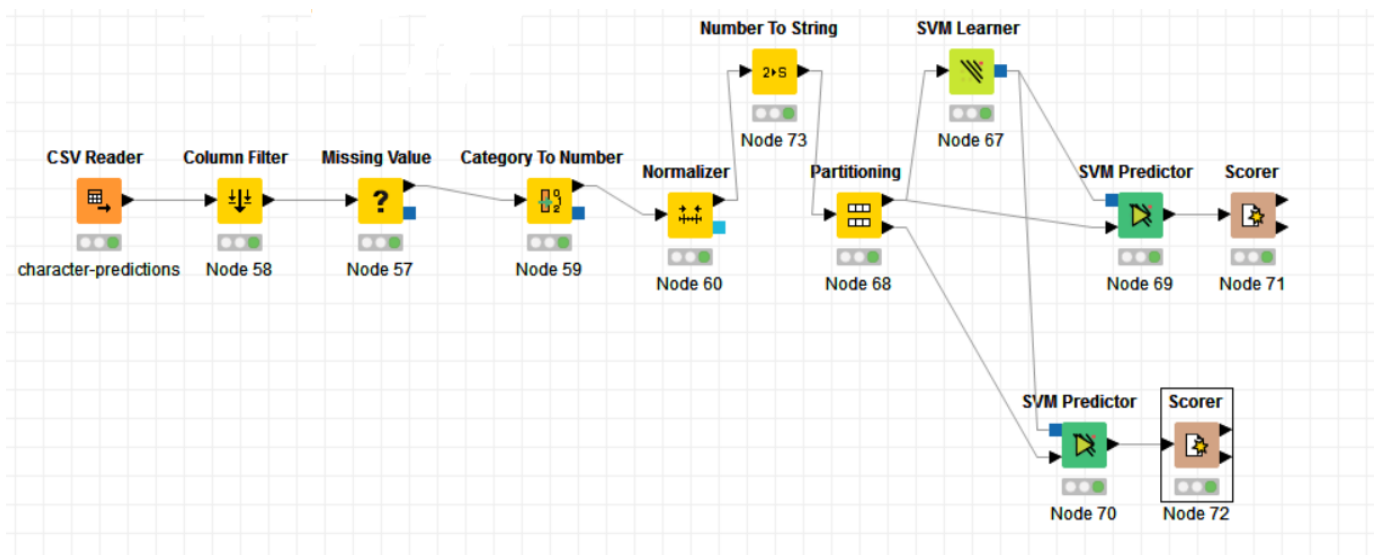 Number To String
SVM Learner
2▸S
Node 73
Node 67
CSV Reader
Column Filter
Missing Value
Category To Number
Normalizer
Partitioning
SVM Predictor
Scorer
?
character-predictions
Node 58
Node 57
Node 59
Node 60
Node 68
Node 69
Node 71
SVM Predictor
Scorer
Node 70
Node 72